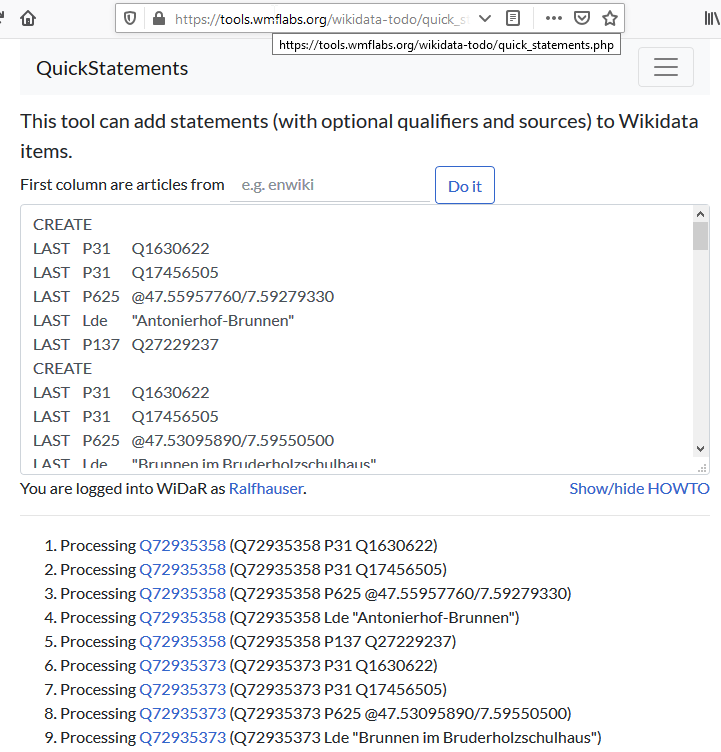 https://tools.wmflabs.org/wikidata-todo/quick_s
https://tools.wmflabs.org/wikidata-todo/quick_statements.php
QuickStatements
This tool can add statements (with optional qualifiers and sources) to Wikidata
items.
First column are articles from e.g. enwiki Do it
CREATE
LAST P31 Q1630622
LAST P31 Q17456505
LAST P625 @47.55957760/7.59279330
LAST Lde "Antonierhof-Brunnen"
LAST P137 Q27229237
CREATE
LAST P31 Q1630622
LAST P31 Q17456505
LAST P625 @47.53095890/7.59550500
LAST Lde "Brunnen im Bruderholzschulhaus"
You are logged into WiDaR as Ralfhauser. Show/hide HOWTO
1. Processing Q72935358 (Q72935358 P31 Q1630622)
2. Processing Q72935358 (Q72935358 P31 Q17456505)
3. Processing Q72935358 (Q72935358 P625 @47.55957760/7.59279330)
4. Processing Q72935358 (Q72935358 Lde "Antonierhof-Brunnen")
5. Processing Q72935358 (Q72935358 P137 Q27229237)
6. Processing Q72935373 (Q72935373 P31 Q1630622)
7. Processing Q72935373 (Q72935373 P31 Q17456505)
8. Processing Q72935373 (Q72935373 P625 @47.53095890/7.59550500)
9. Processing Q72935373 (Q72935373 Lde "Brunnen im Bruderholzschulhaus")